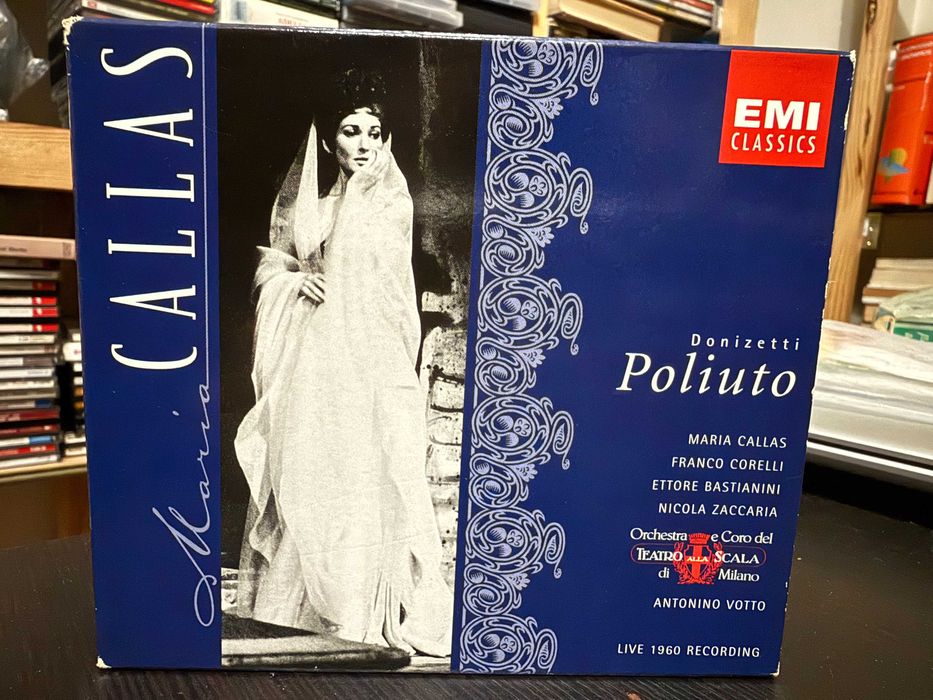 Maria CALLAS
EMI
CLASSICS
Donizetti
Poliuto
MARIA CALLAS
FRANCO CORELLI
ETTORE BASTIANINI
NICOLA ZACCARIA
Orchestra e Coro del
TEATRO ALLA SCALA
di Milano
ANTONINO VOTTO
LIVE 1960 RECORDING